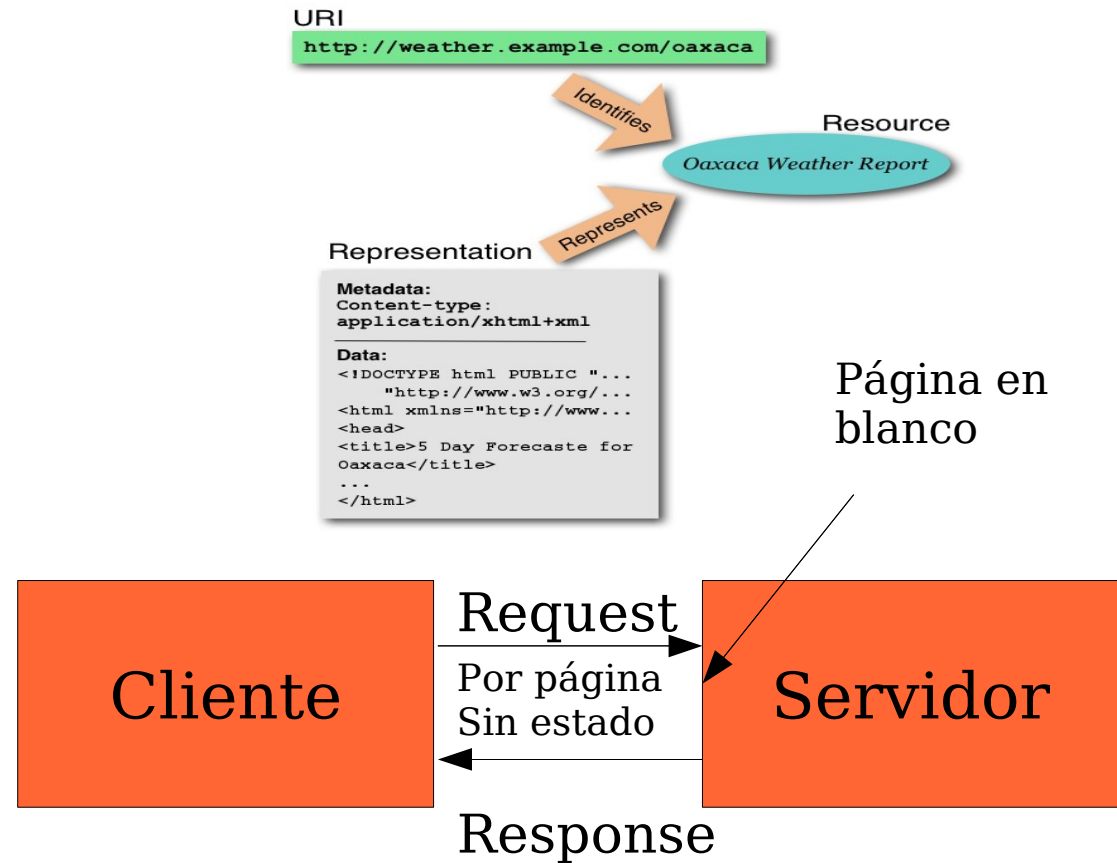 URI
http://weather.example.com/oaxaca
Identifies
Resource
Oaxaca Weather Report
Represents
Representation
Metadata:
Content-type:
application/xhtml+xml
Data:
<!DOCTYPE html PUBLIC "...
"http://www.w3.org/...
<html xmlns="http://www...
<head>
<title>5 Day Forecaste for
Oaxaca</title>
...
</html>
Página en
blanco
Cliente
Request
Por página
Sin estado
Response
Servidor